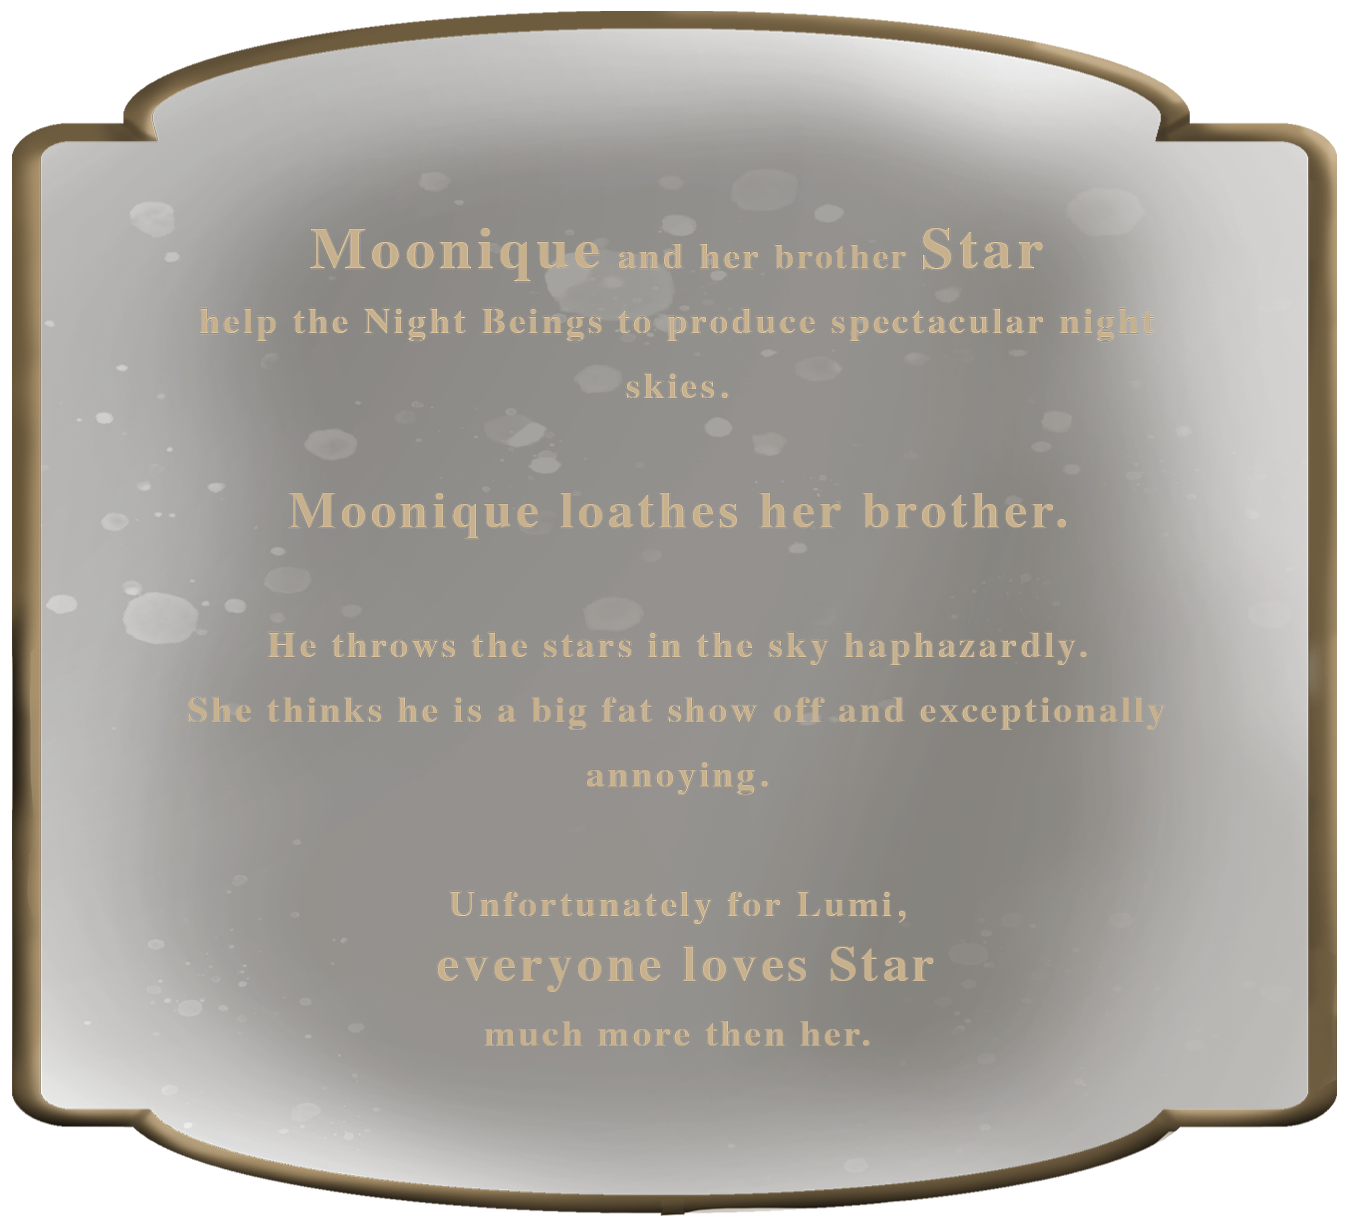 Moonique and her brother Star
help the Night Beings to produce spectacular night
skies.
Moonique loathes her brother.
He throws the stars in the sky haphazardly.
She thinks he is a big fat show off and exceptionally
annoying.
Unfortunately for Lumi,
everyone loves Star
much more then her.